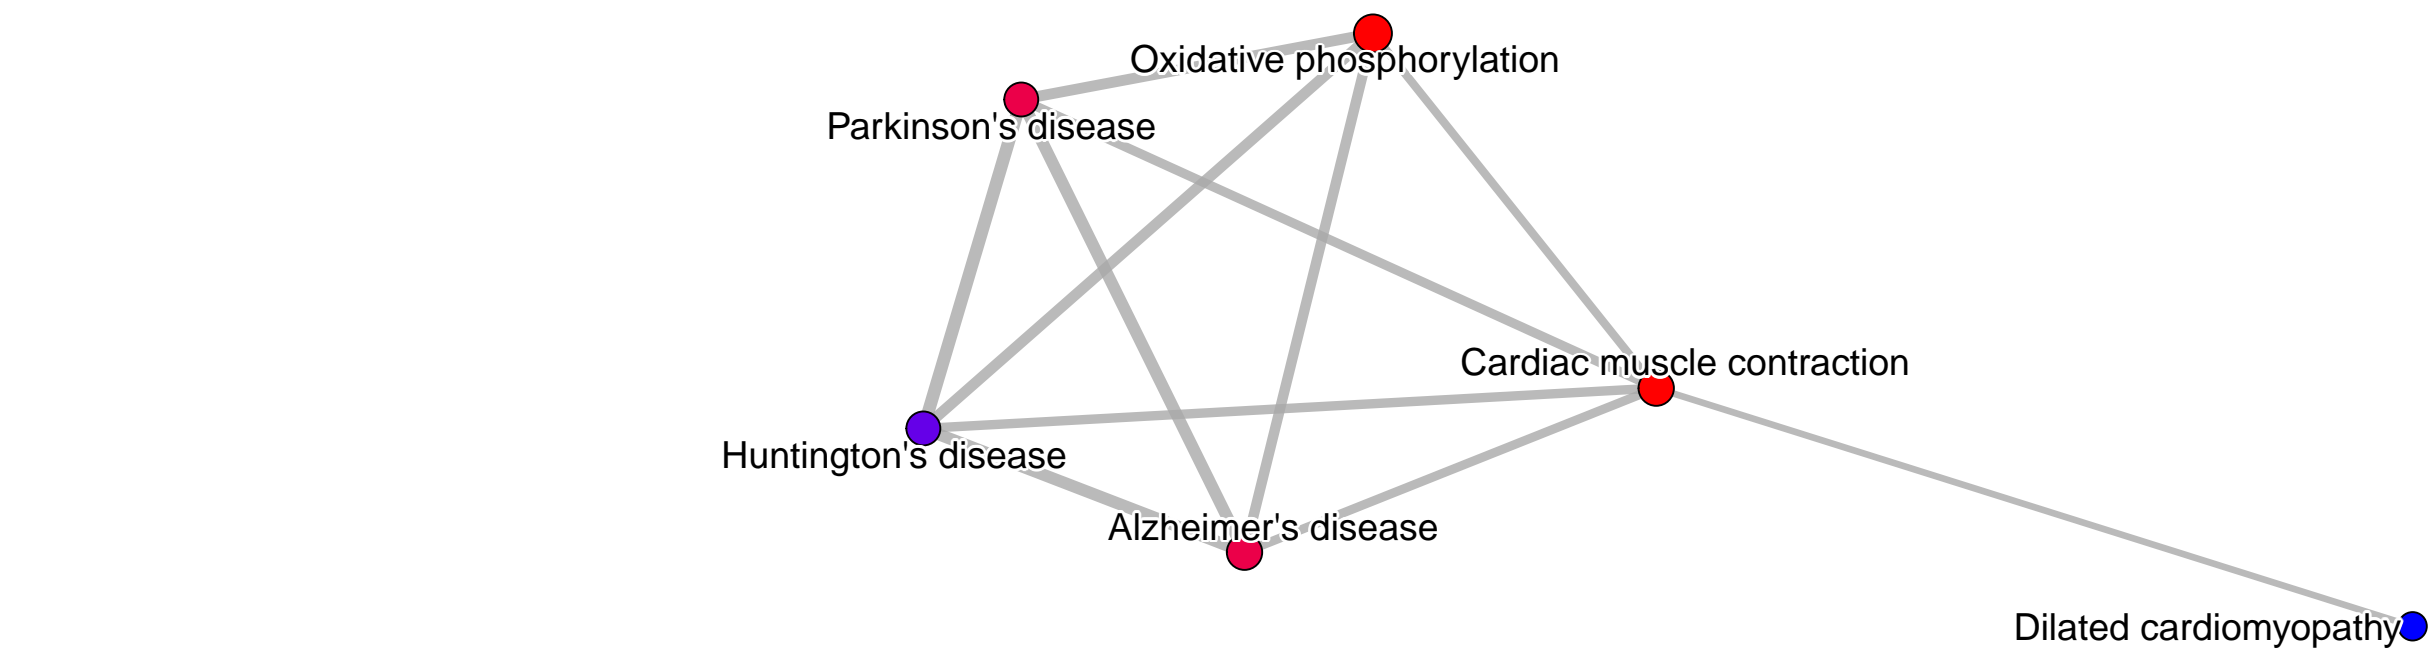 Oxidative phosphorylation
Parkinson's disease
Cardiac muscle contraction
Huntington's disease
Alzheimer's disease
Dilated cardiomyopathy